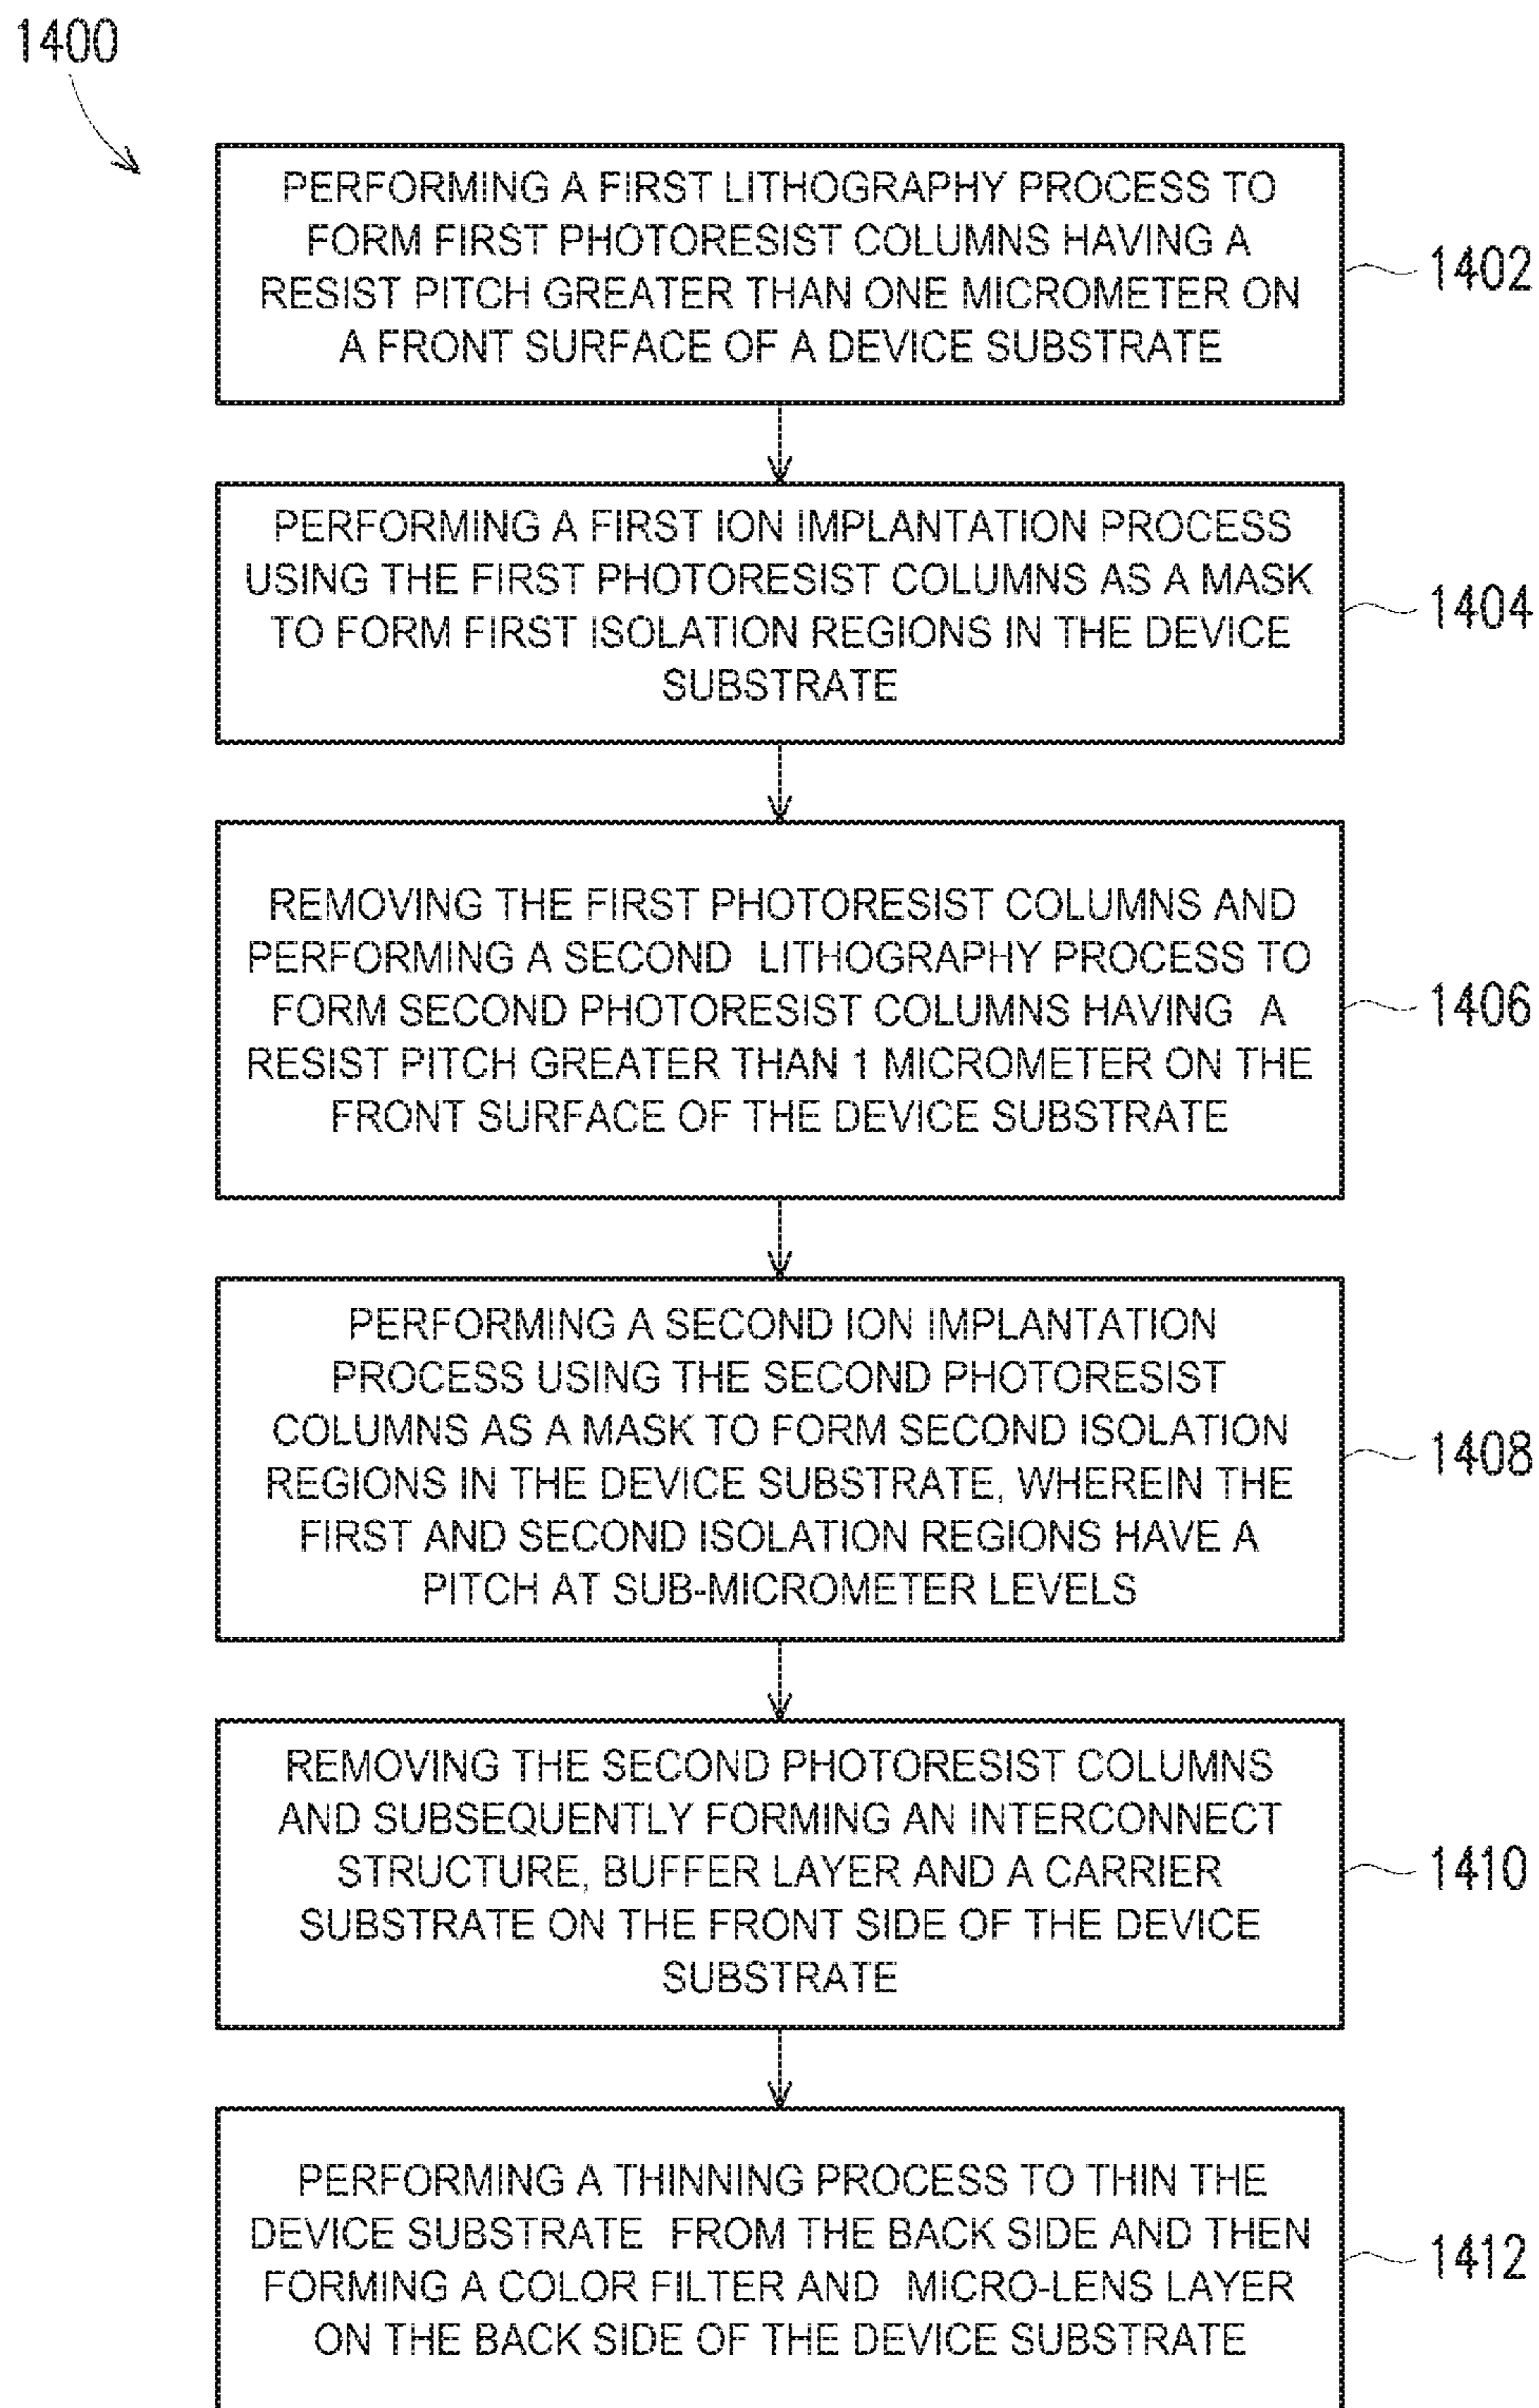 1400
PERFORMING A FIRST LITHOGRAPHY PROCESS TO
FORM FIRST PHOTORESIST COLUMNS HAVING A
RESIST PITCH GREATER THAN ONE MICROMETER ON
A FRONT SURFACE OF A DEVICE SUBSTRATE
1402
PERFORMING A FIRST ION IMPLANTATION PROCESS
USING THE FIRST PHOTORESIST COLUMNS AS A MASK
TO FORM FIRST ISOLATION REGIONS IN THE DEVICE
SUBSTRATE
1404
REMOVING THE FIRST PHOTORESIST COLUMNS AND
PERFORMING A SECOND LITHOGRAPHY PROCESS TO
FORM SECOND PHOTORESIST COLUMNS HAVING A
RESIST PITCH GREATER THAN 1 MICROMETER ON THE
FRONT SURFACE OF THE DEVICE SUBSTRATE
1406
PERFORMING A SECOND ION IMPLANTATION
PROCESS USING THE SECOND PHOTORESIST
COLUMNS AS A MASK TO FORM SECOND ISOLATION
REGIONS IN THE DEVICE SUBSTRATE, WHEREIN THE
FIRST AND SECOND ISOLATION REGIONS HAVE A
PITCH AT SUB-MICROMETER LEVELS
1408
REMOVING THE SECOND PHOTORESIST COLUMNS
AND SUBSEQUENTLY FORMING AN INTERCONNECT
STRUCTURE, BUFFER LAYER AND A CARRIER
SUBSTRATE ON THE FRONT SIDE OF THE DEVICE
SUBSTRATE
1410
PERFORMING A THINNING PROCESS TO THIN THE
DEVICE SUBSTRATE FROM THE BACK SIDE AND THEN
FORMING A COLOR FILTER AND MICRO-LENS LAYER
ON THE BACK SIDE OF THE DEVICE SUBSTRATE
1412